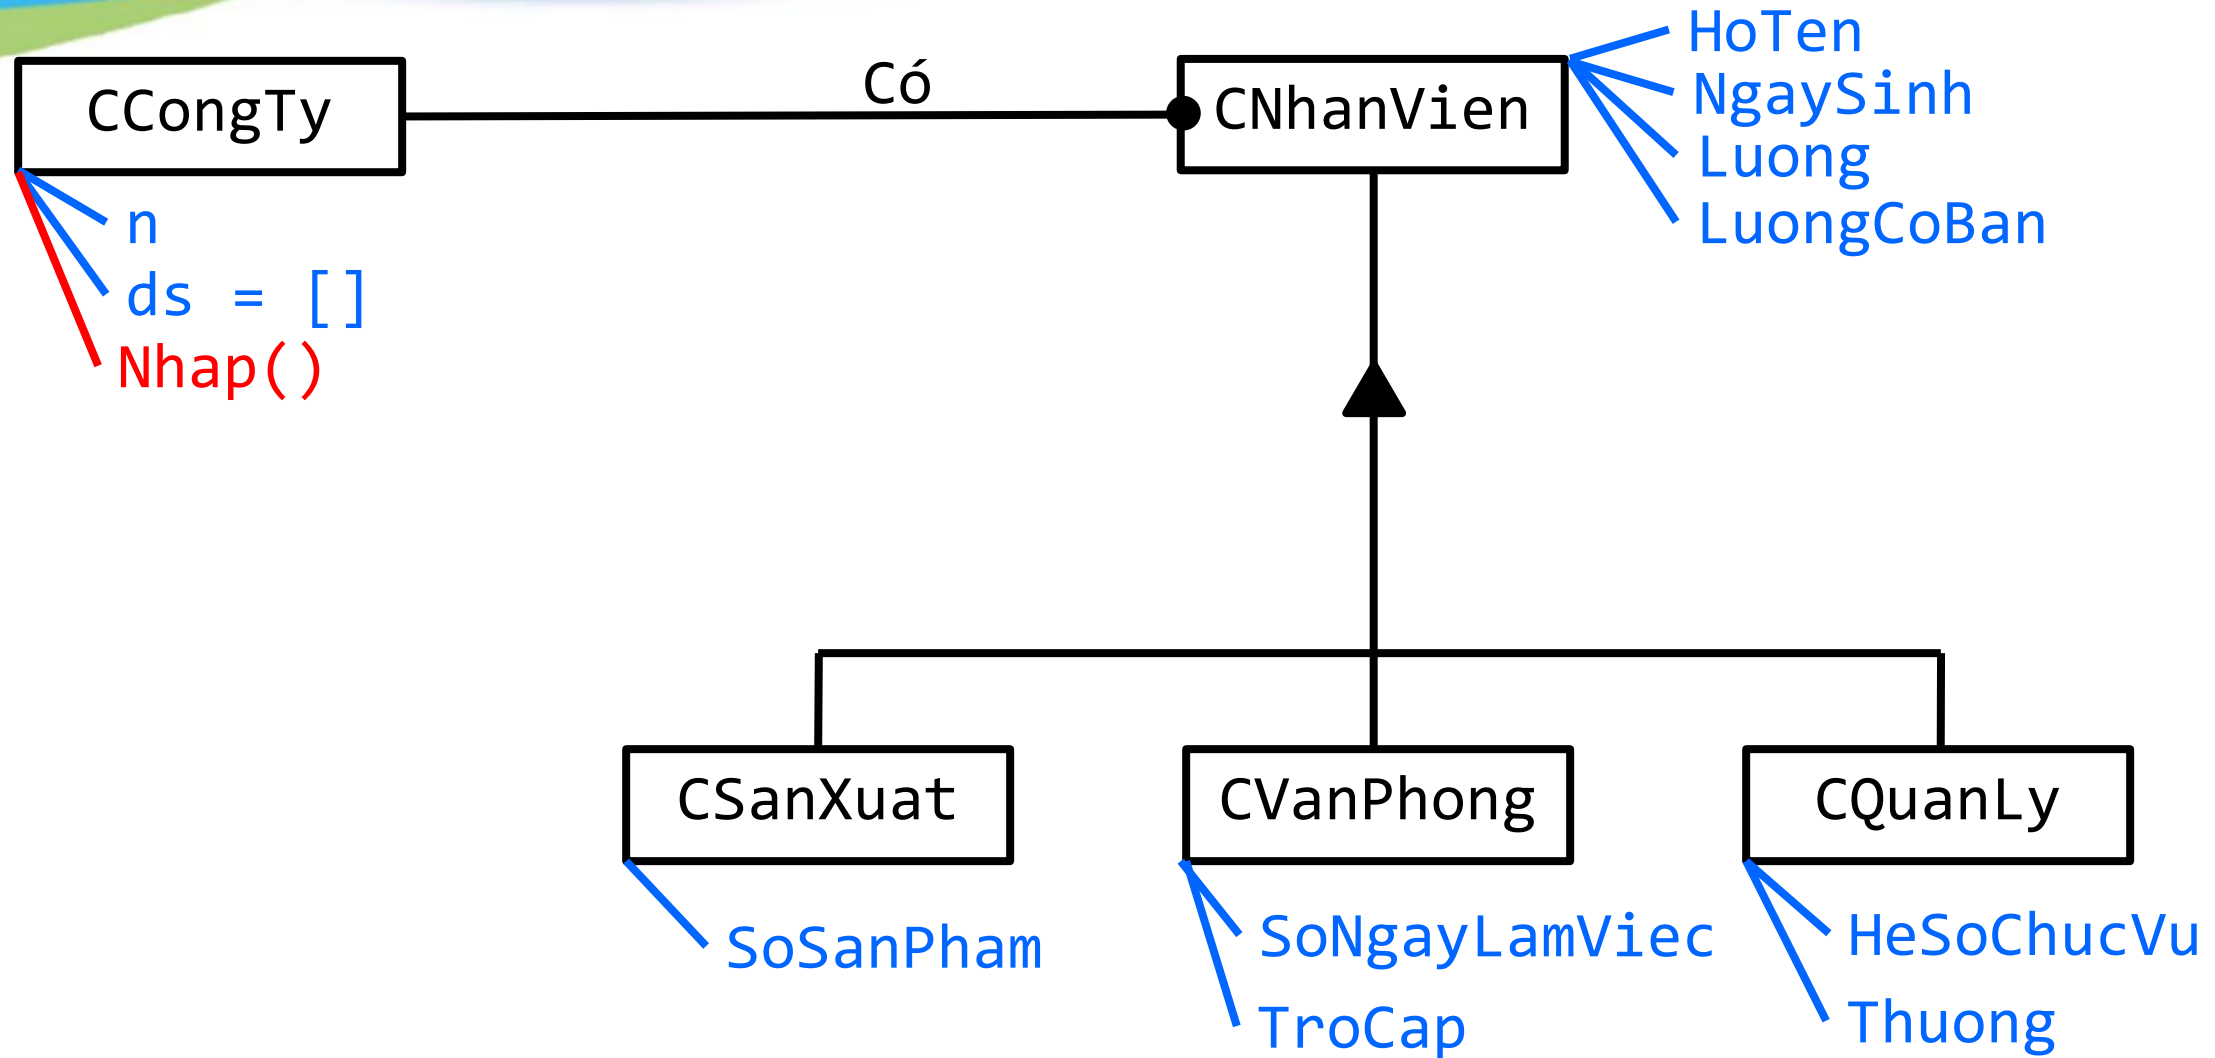 CCongTy
n
ds = []
Nhap()
Có
CNhanVien
HoTen
NgaySinh
Luong
LuongCoBan
CSanXuat
SoSanPham
CVanPhong
SoNgayLamViec
TroCap
CQuanLy
HeSoChucVu
Thuong